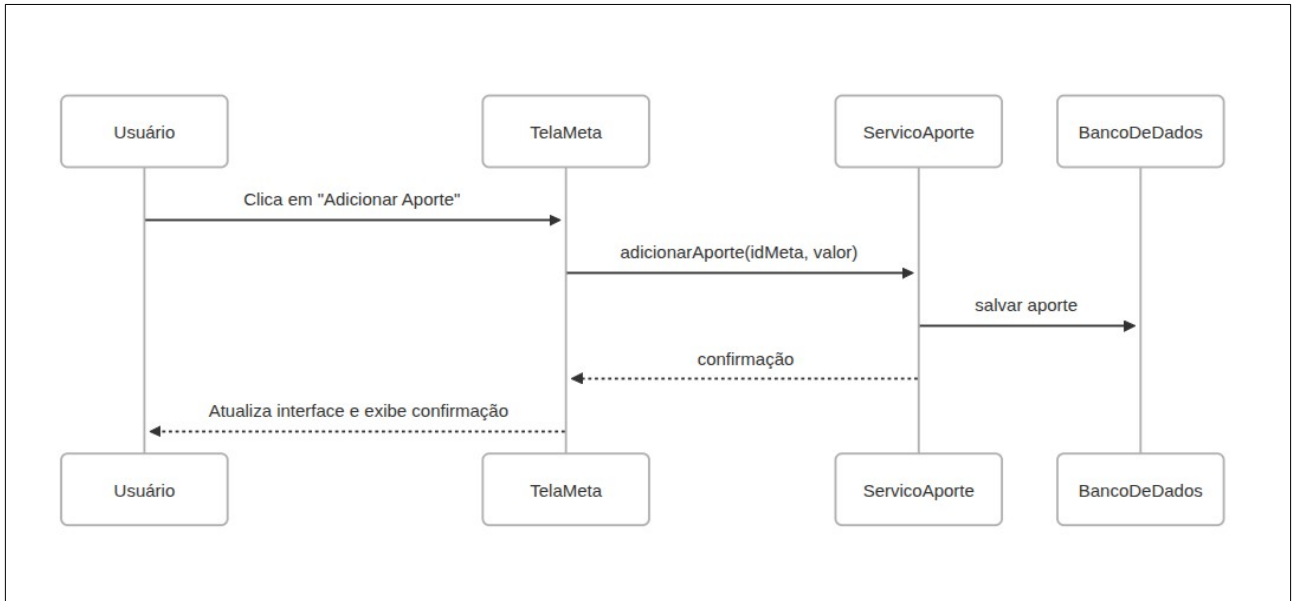 Usuário
TelaMeta
ServicoAporte
BancoDeDados
Clica em "Adicionar Aporte"
adicionarAporte(idMeta, valor)
salvar aporte
confirmação
Atualiza interface e exibe confirmação
Usuário
TelaMeta
ServicoAporte
BancoDeDados